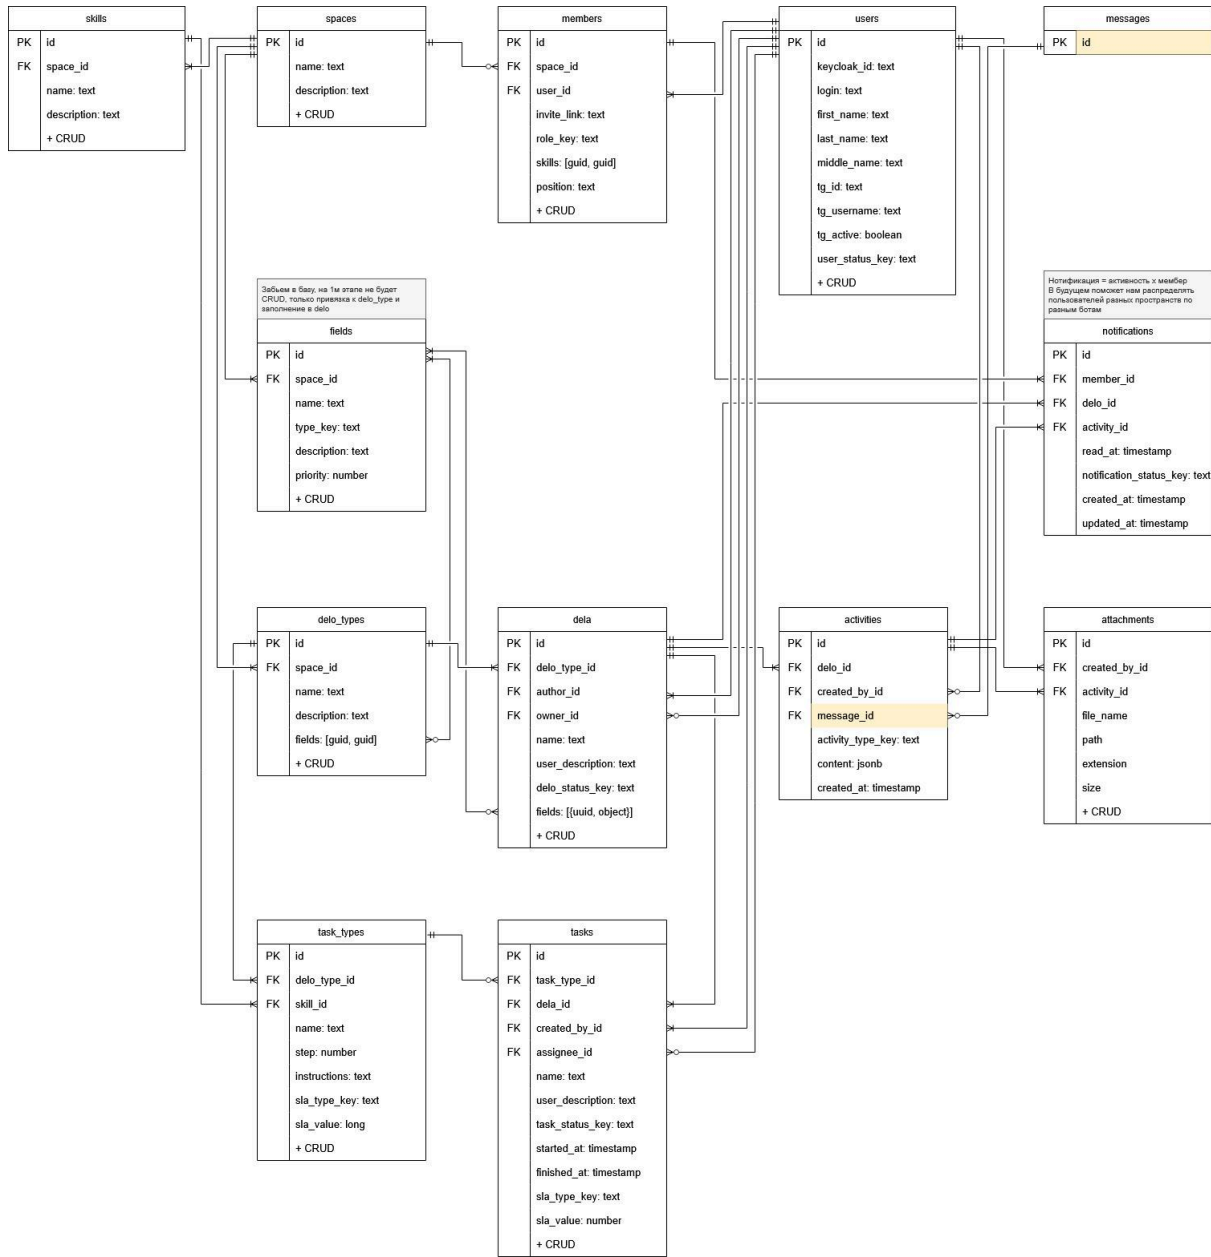 skills
PK id
FK space_id
name: text
description: text
+ CRUD
spaces
PK id
name: text
description: text
+ CRUD
members
PK id
FK space_id
FK user_id
invite_link: text
role_key: text
skills: [guid, guid]
position: text
+ CRUD
users
PK id
keycloak_id: text
login: text
first_name: text
last_name: text
middle_name: text
tg_id: text
tg_username: text
tg_active: boolean
user_status_key: text
+ CRUD
messages
PK id
Забьем в базу, на 1м этапе не будет
CRUD, только привязка к delo_type и
заполнение в delo
fields
PK id
FK space_id
name: text
type_key: text
description: text
priority: number
+ CRUD
Нотификация = активность x мембер
В будущем поможет нам распределять
пользователей разных пространств по
разным ботам
notifications
PK id
FK member_id
FK delo_id
FK activity_id
read_at: timestamp
notification_status_key: text
created_at: timestamp
updated_at: timestamp
delo_types
PK id
FK space_id
name: text
description: text
fields: [guid, guid]
+ CRUD
dela
PK id
FK delo_type_id
FK author_id
FK owner_id
name: text
user_description: text
delo_status_key: text
fields: [{uuid, object}]
+ CRUD
activities
PK id
FK delo_id
FK created_by_id
FK message_id
activity_type_key: text
content: jsonb
created_at: timestamp
attachments
PK id
FK created_by_id
FK activity_id
file_name
path
extension
size
+ CRUD
task_types
PK id
FK delo_type_id
FK skill_id
name: text
step: number
instructions: text
sla_type_key: text
sla_value: long
+ CRUD
tasks
PK id
FK task_type_id
FK dela_id
FK created_by_id
FK assignee_id
name: text
user_description: text
task_status_key: text
started_at: timestamp
finished_at: timestamp
sla_type_key: text
sla_value: number
+ CRUD